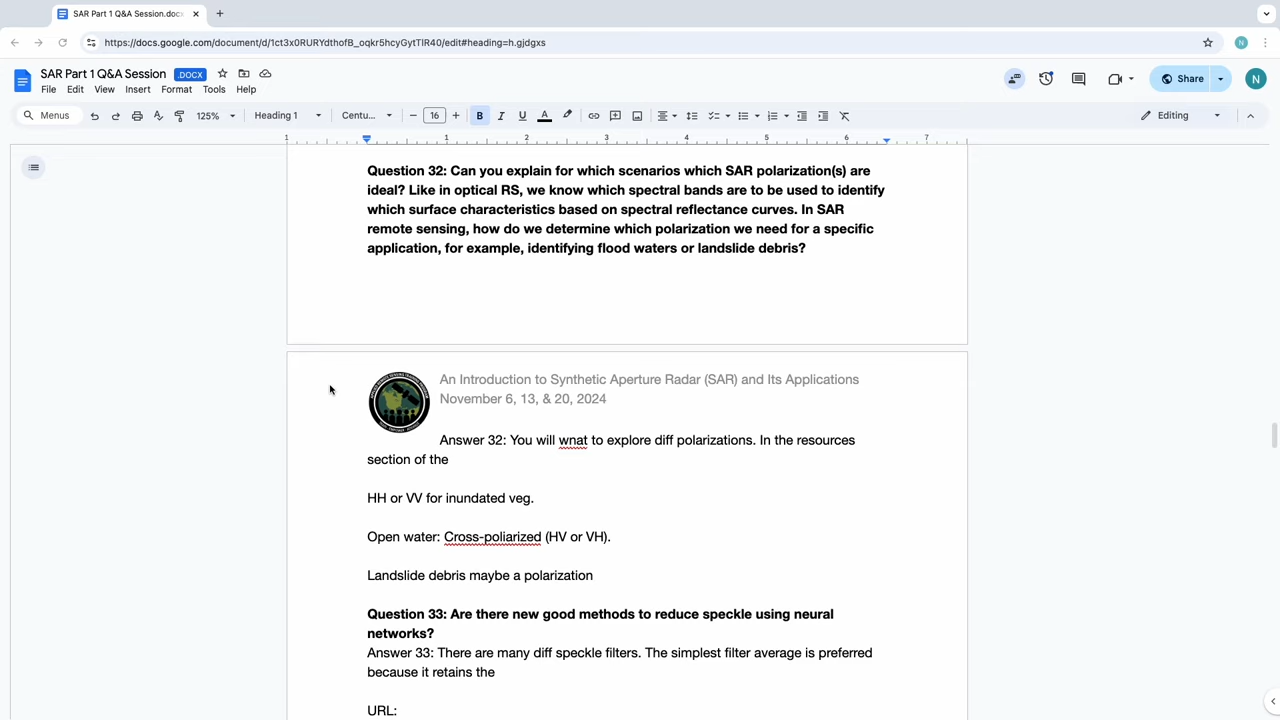 SAR Part 1 Q&A Session.docx
https://docs.google.com/document/d/1ct3x0RURYdthofB_oqkr5hcyGytTlR40/edit#heading=h.gjdgxs
N
SAR Part 1 Q&A Session .DOCX
File Edit View Insert Format Tools Help
Share
N
Menus 125% Heading 1 Centu... 16 B I U A Editing
1 1 2 3 4 5 6 7
Question 32: Can you explain for which scenarios which SAR polarization(s) are
ideal? Like in optical RS, we know which spectral bands are to be used to identify
which surface characteristics based on spectral reflectance curves. In SAR
remote sensing, how do we determine which polarization we need for a specific
application, for example, identifying flood waters or landslide debris?
An Introduction to Synthetic Aperture Radar (SAR) and Its Applications
November 6, 13, & 20, 2024
Answer 32: You will wnat to explore diff polarizations. In the resources
section of the
HH or VV for inundated veg.
Open water: Cross-poliarized (HV or VH).
Landslide debris maybe a polarization
Question 33: Are there new good methods to reduce speckle using neural
networks?
Answer 33: There are many diff speckle filters. The simplest filter average is preferred
because it retains the
URL: